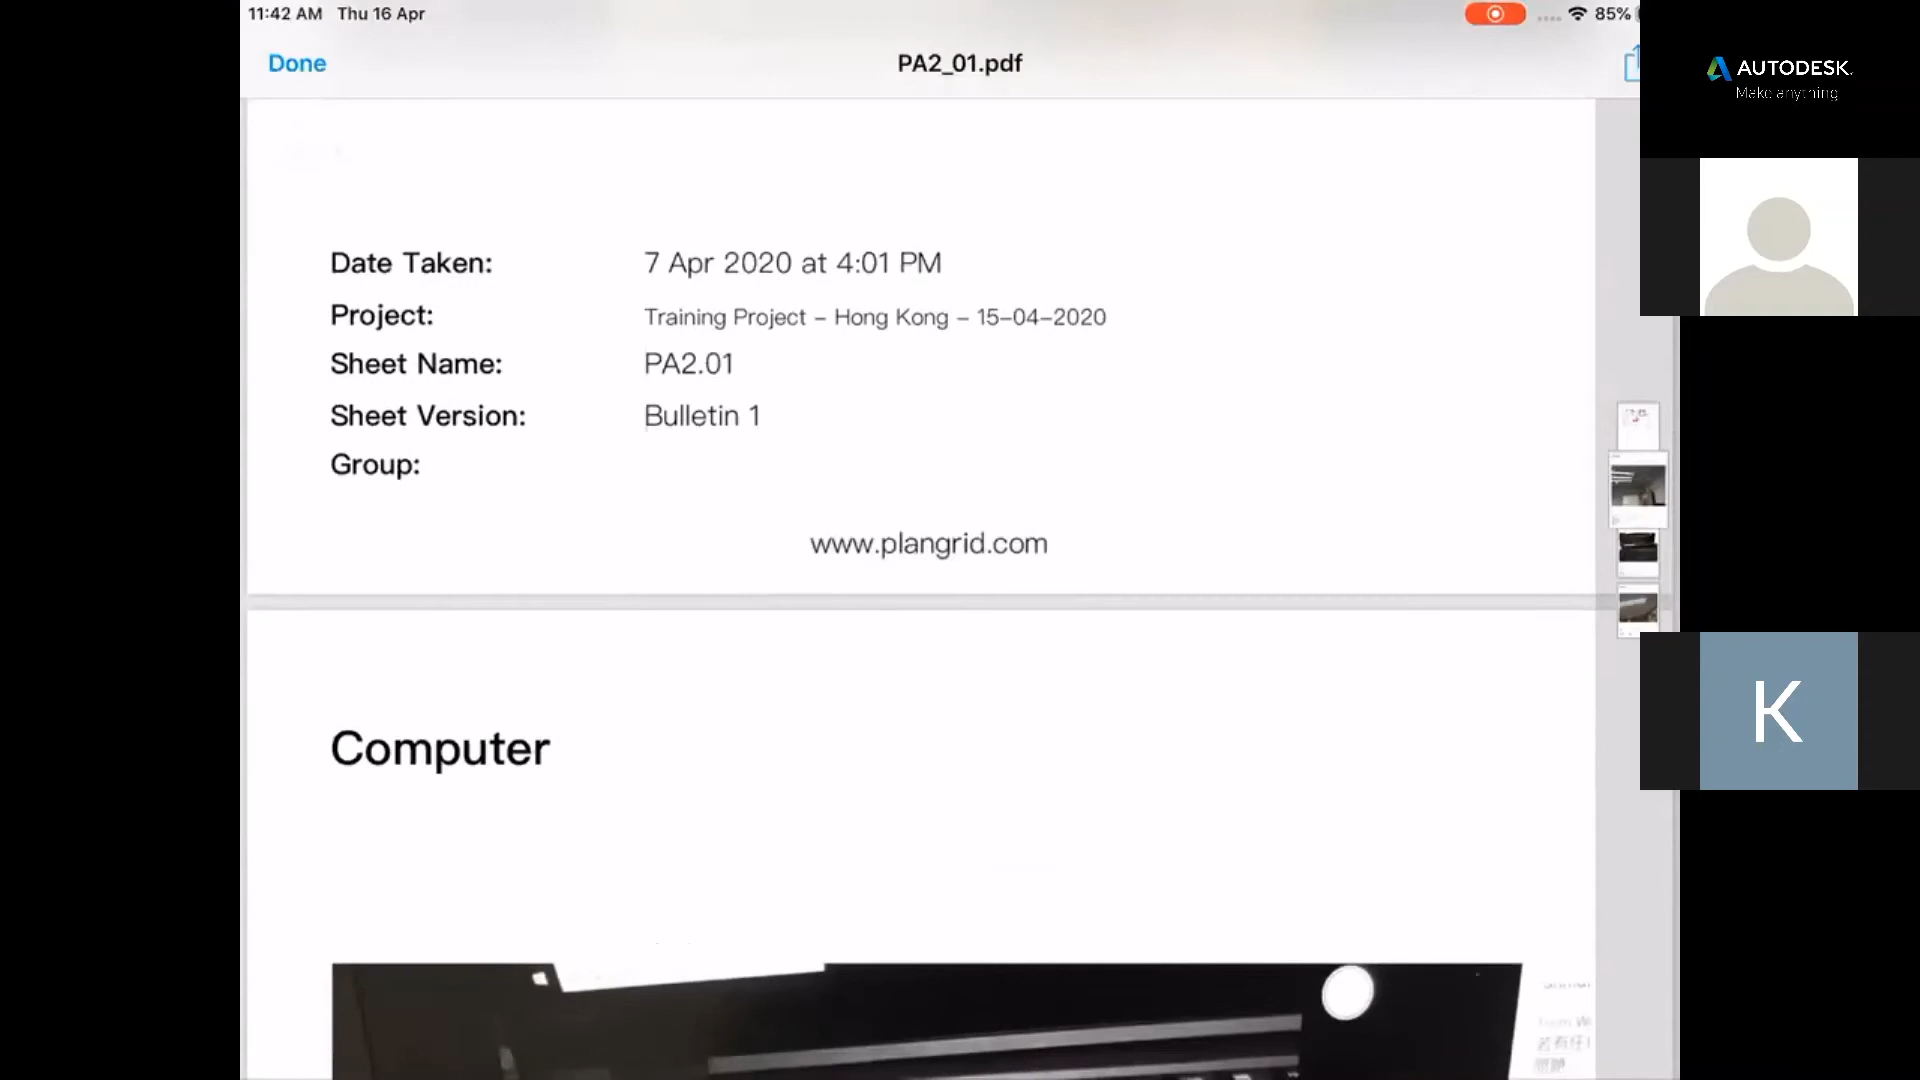 11:42 AM Thu 16 Apr
85%
Done
PA2_01.pdf
AUTODESK
Make anything
Date Taken: 7 Apr 2020 at 4:01 PM
Project: Training Project – Hong Kong – 15–04–2020
Sheet Name: PA2.01
Sheet Version: Bulletin 1
Group:
www.plangrid.com
K
Computer